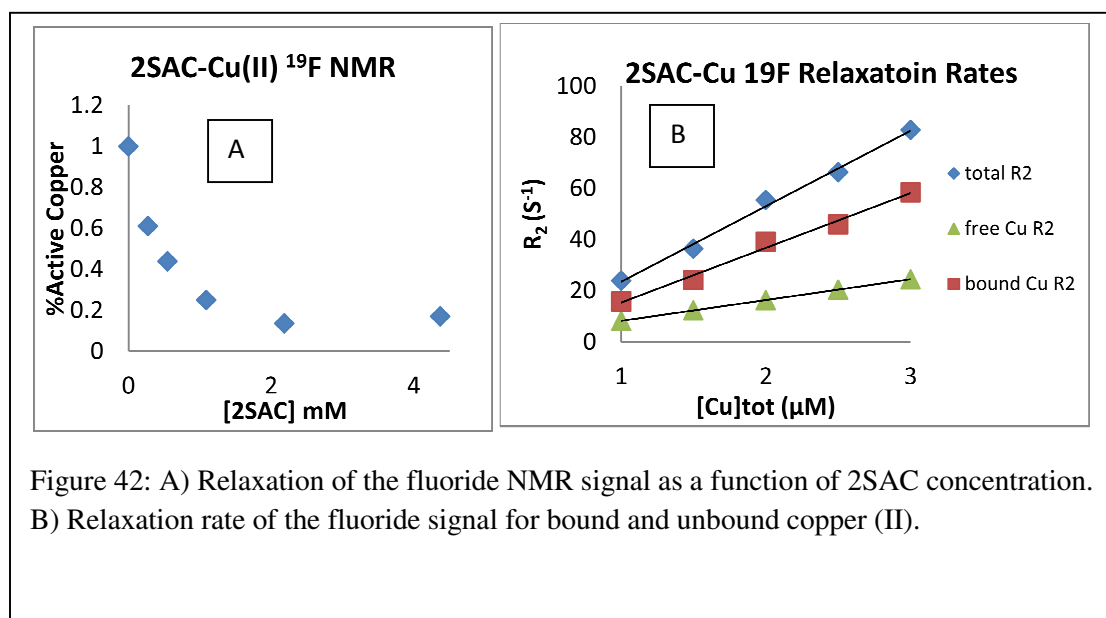 2SAC-Cu(II) ¹⁹F NMR
%Active Copper
1.2
1
0.8
0.6
0.4
0.2
0
A
0 2 4
[2SAC] mM
2SAC-Cu 19F Relaxatoin Rates
R₂ (S⁻¹)
100
80
60
40
20
0
B
total R2
free Cu R2
bound Cu R2
1 2 3
[Cu]tot (µM)
Figure 42: A) Relaxation of the fluoride NMR signal as a function of 2SAC concentration.
B) Relaxation rate of the fluoride signal for bound and unbound copper (II).